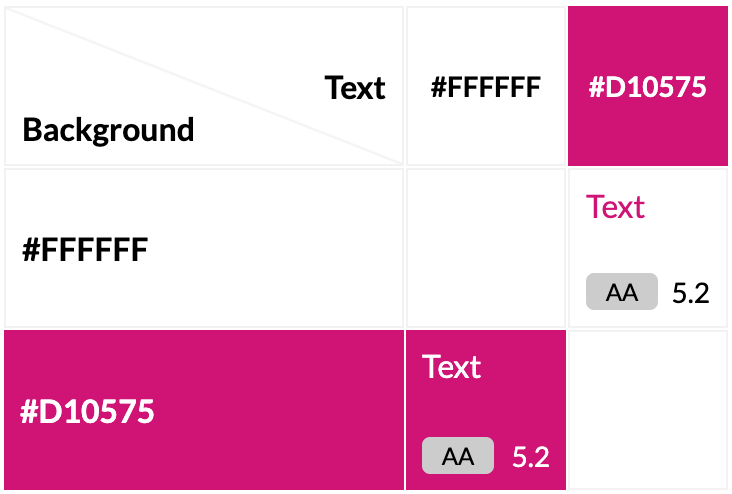 Text
Background
#FFFFFF
#D10575
#FFFFFF
Text
AA 5.2
#D10575
Text
AA 5.2